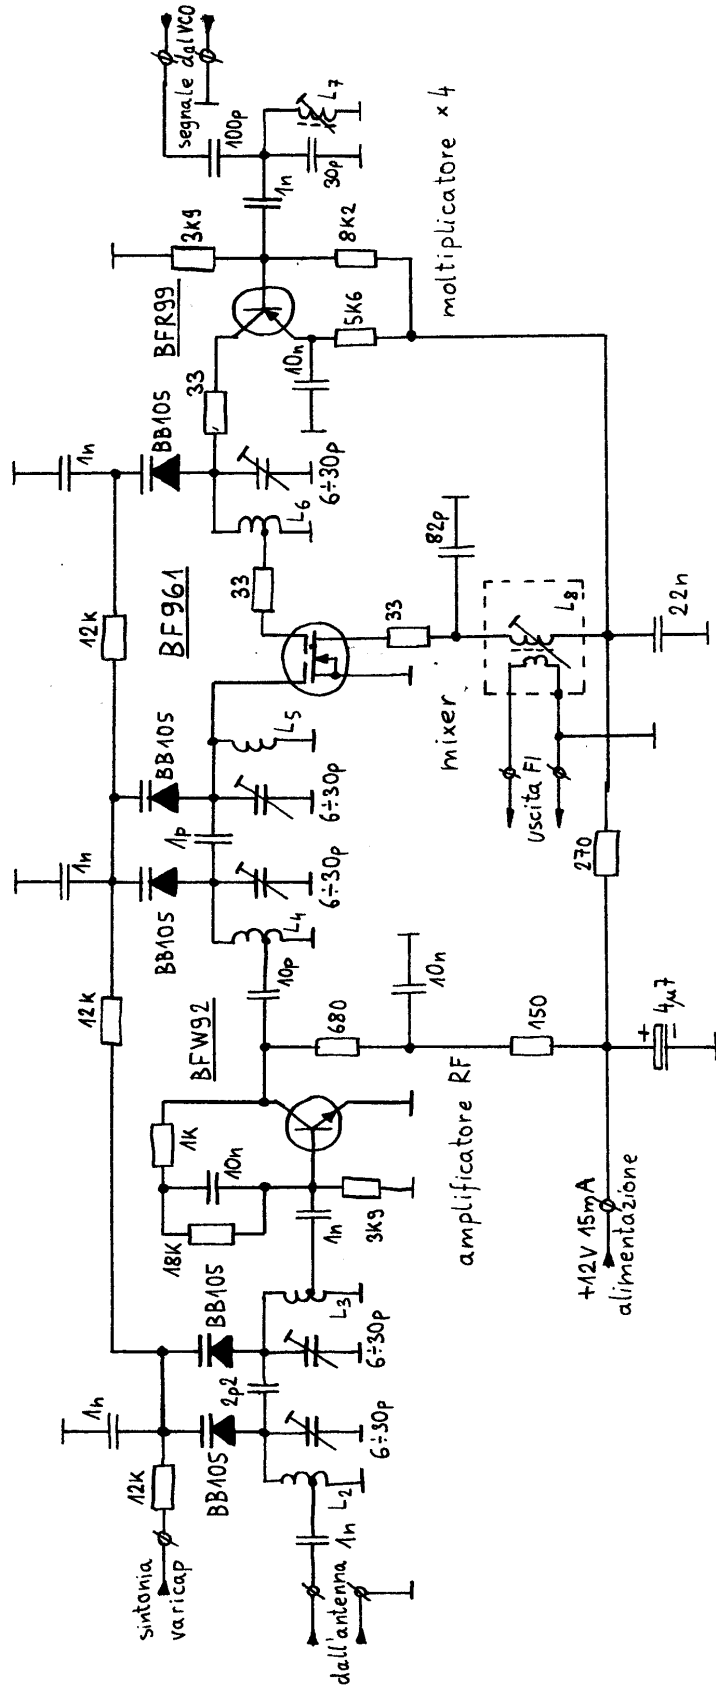 sintonia
varicap
12K
1n
BB105
BB105
2p2
6÷30p
6÷30p
L2
L3
1n
dall'antenna
18K
10n
1K
1n
3K9
BFW92
680
10n
150
10p
amplificatore RF
+12V 15mA
alimentazione
+
4µ7
270
12K
1n
BB105
BB105
1p
6÷30p
6÷30p
L4
L5
12K
BF961
33
33
82p
L8
mixer
uscita FI
22n
1n
BB105
6÷30p
L6
33
BFR99
10n
5K6
8K2
3K9
1n
100p
30p
L7
segnale dal VCO
moltiplicatore × 4